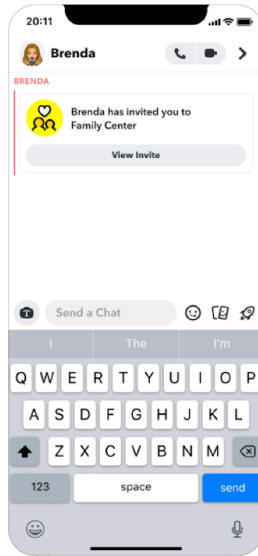 20:11
Brenda
BRENDA
Brenda has invited you to
Family Center
View Invite
Send a Chat
I The I'm
Q W E R T Y U I O P
A S D F G H J K L
Z X C V B N M
123 space send